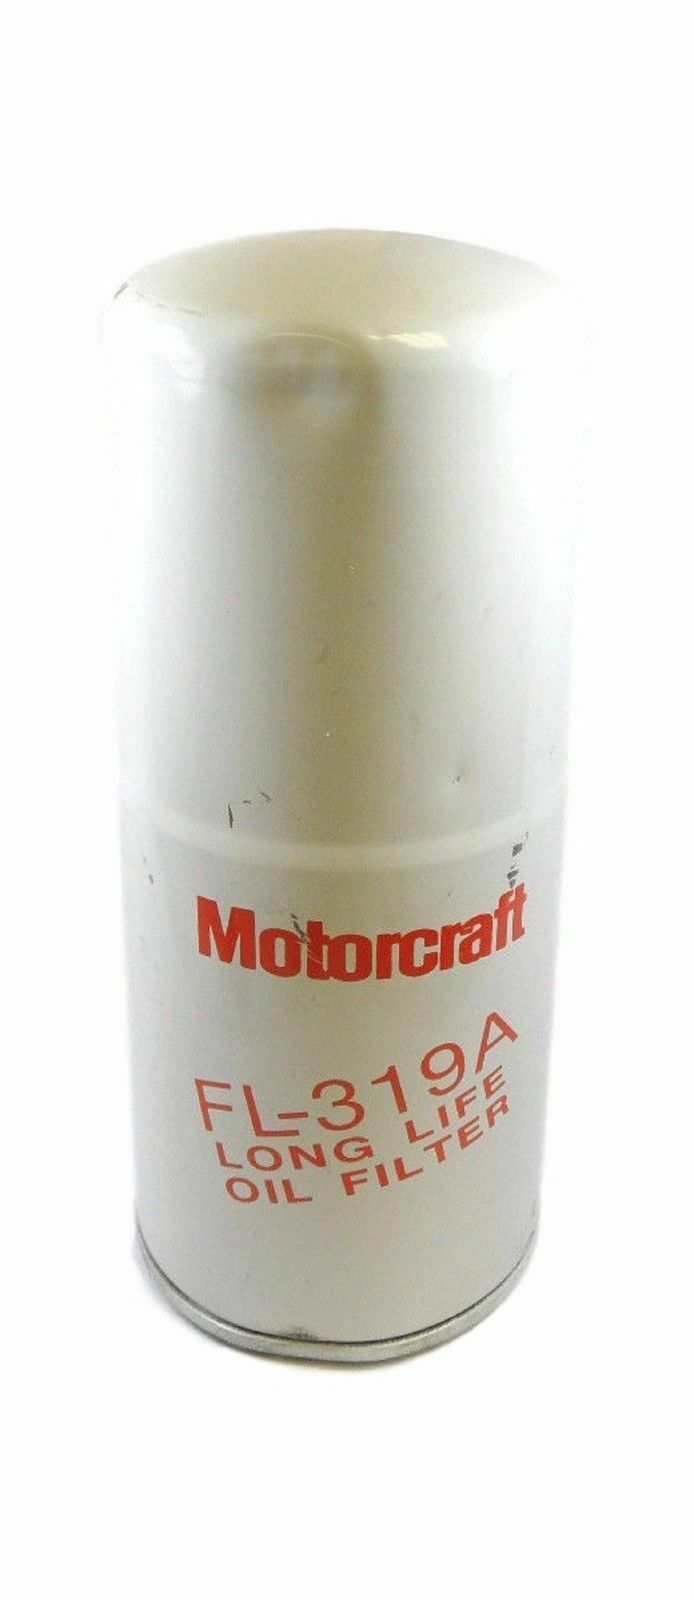 Motorcraft
FL-319A
LONG LIFE
OIL FILTER